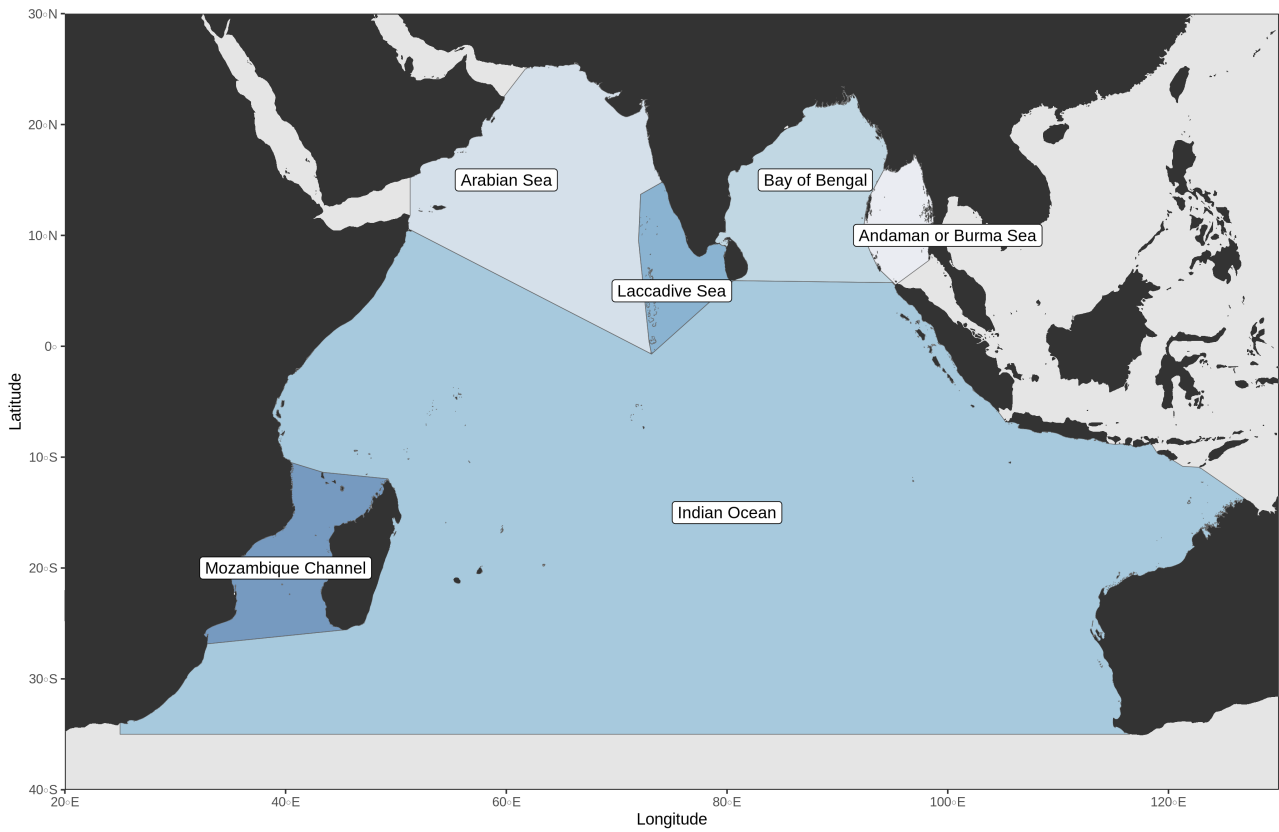 30°N
20°N
10°N
0°
10°S
20°S
30°S
40°S
Latitude
Arabian Sea
Bay of Bengal
Andaman or Burma Sea
Laccadive Sea
Indian Ocean
Mozambique Channel
20°E
40°E
60°E
80°E
100°E
120°E
Longitude